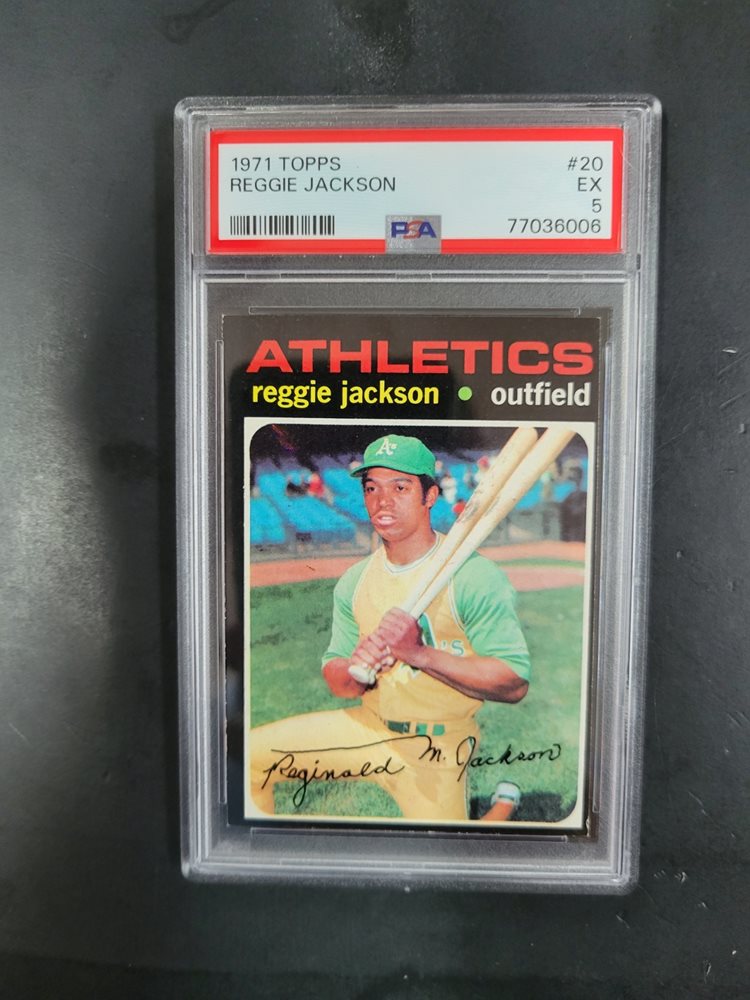 1971 TOPPS #20
REGGIE JACKSON EX
5
PSA 77036006
ATHLETICS
reggie jackson • outfield
A's
'S
Reginald M. Jackson